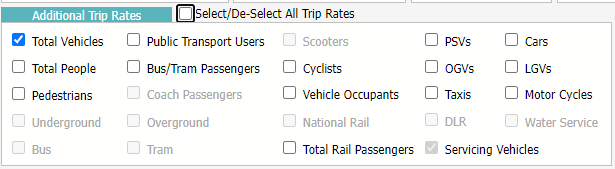 Additional Trip Rates Select/De-Select All Trip Rates
Total Vehicles Public Transport Users Scooters PSVs Cars
Total People Bus/Tram Passengers Cyclists OGVs LGVs
Pedestrians Coach Passengers Vehicle Occupants Taxis Motor Cycles
Underground Overground National Rail DLR Water Service
Bus Tram Total Rail Passengers Servicing Vehicles